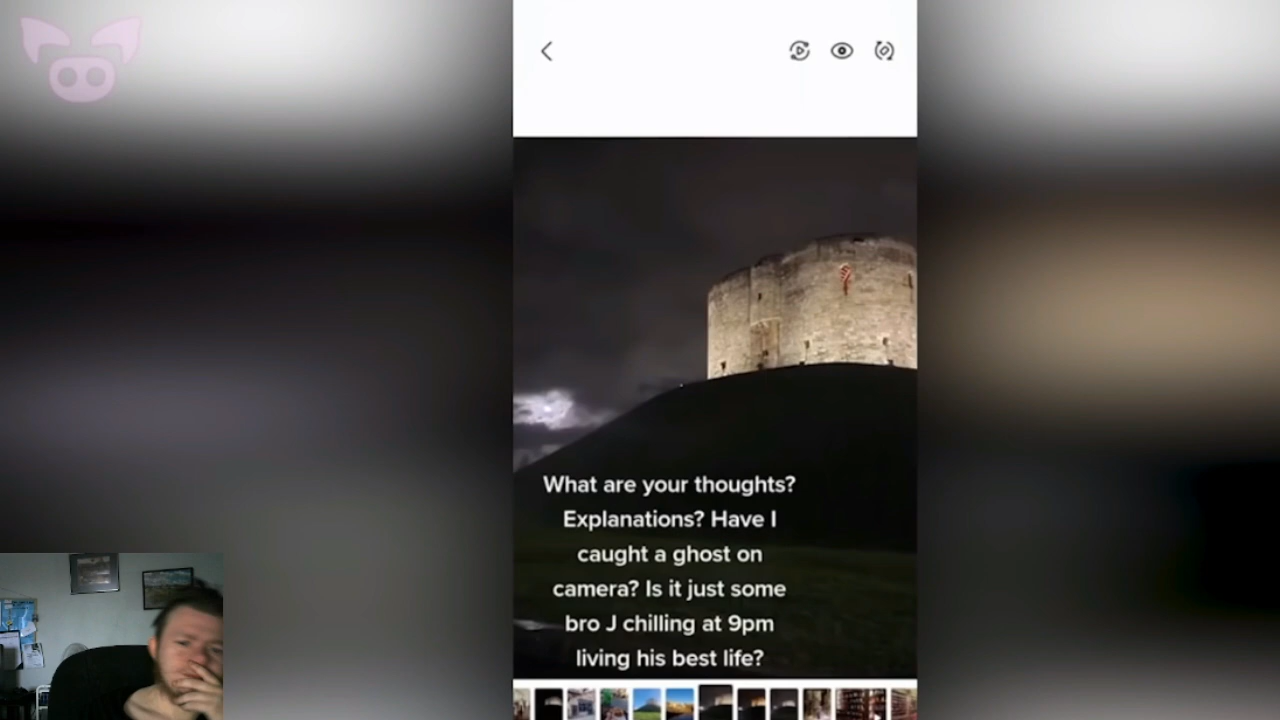 What are your thoughts?
Explanations? Have I
caught a ghost on
camera? Is it just some
bro J chilling at 9pm
living his best life?